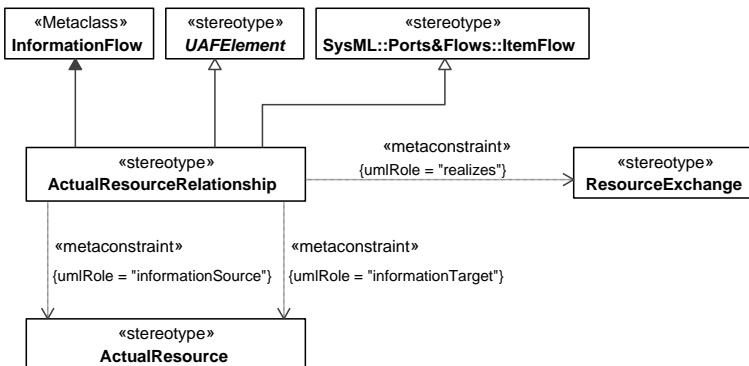 «Metaclass»
InformationFlow
«stereotype»
UAFElement
«stereotype»
SysML::Ports&Flows::ItemFlow
«stereotype»
ActualResourceRelationship
«metaconstraint»
{umlRole = "realizes"}
«stereotype»
ResourceExchange
«metaconstraint»
{umlRole = "informationSource"}
«metaconstraint»
{umlRole = "informationTarget"}
«stereotype»
ActualResource